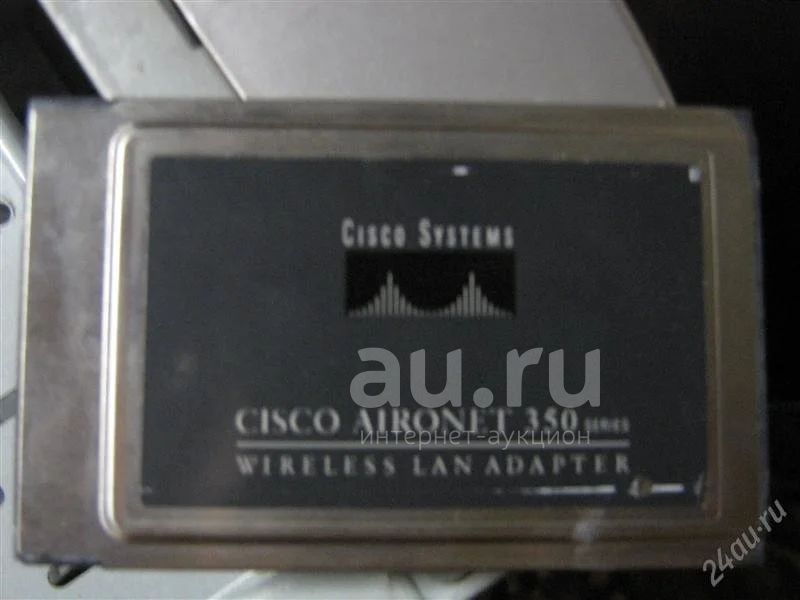 CISCO SYSTEMS
au.ru
CISCO AIRONET 350 SERIES
интернет-аукцион
WIRELESS LAN ADAPTER
24au.ru